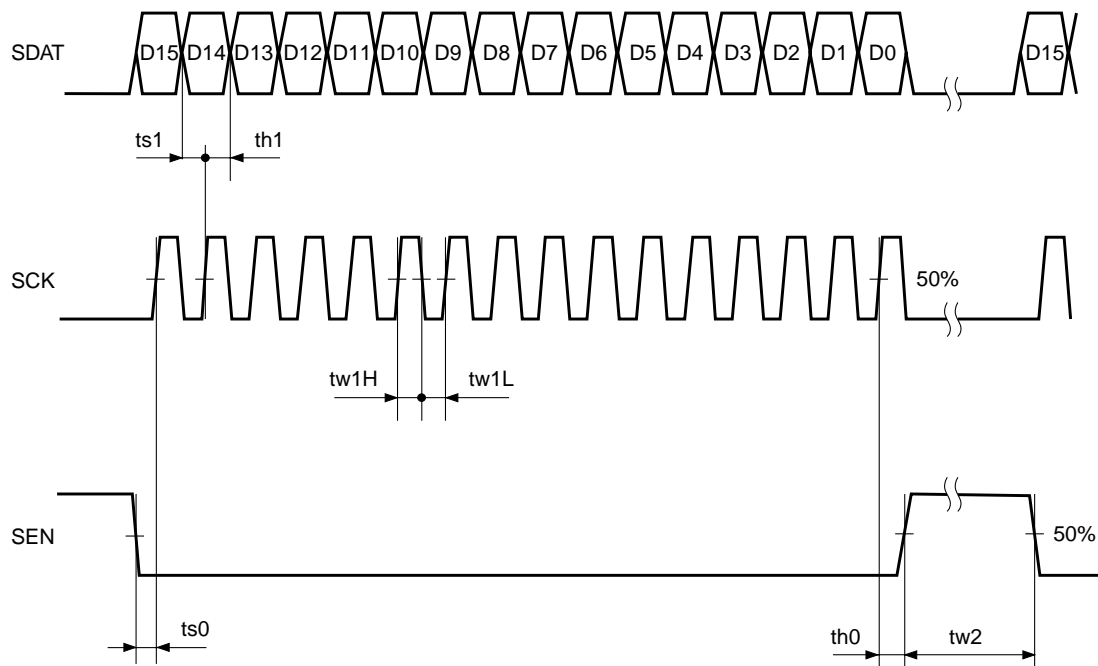 SDAT D15 D14 D13 D12 D11 D10 D9 D8 D7 D6 D5 D4 D3 D2 D1 D0 D15
ts1 th1
SCK 50%
tw1H tw1L
SEN 50%
ts0 th0 tw2